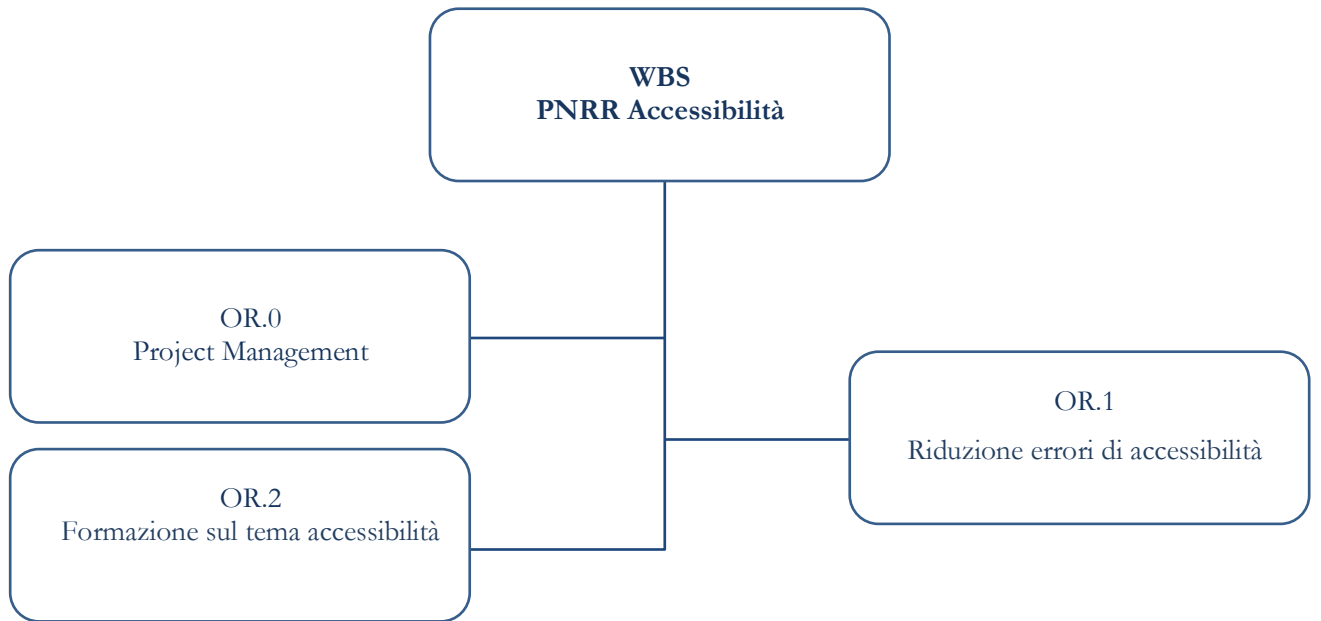 WBS
PNRR Accessibilità
OR.0
Project Management
OR.1
Riduzione errori di accessibilità
OR.2
Formazione sul tema accessibilità